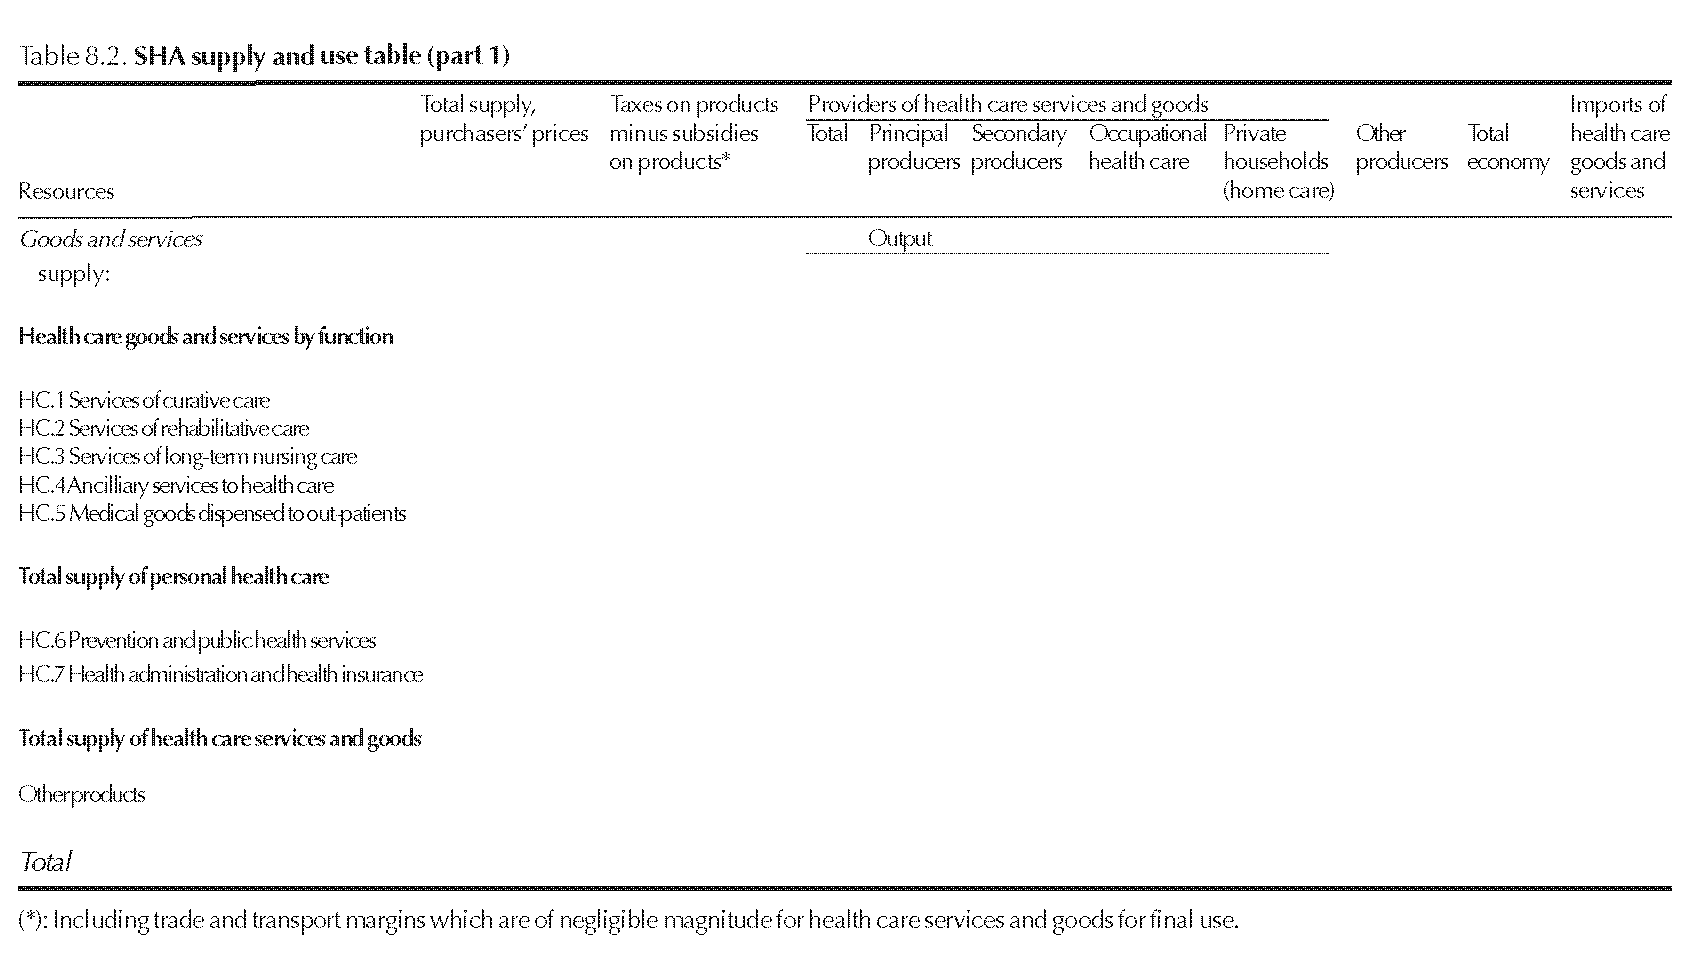 Table 8.2. SHA supply and use table (part 1)
Total supply, Taxes on products Providers of health care services and goods Imports of
purchasers' prices minus subsidies Total Principal Secondary Occupational Private Other Total health care
on products* producers producers health care households producers economy goods and
Resources (home care) services
Goods and services Output
supply:
Health care goods and services by function
HC.1 Services of curative care
HC.2 Services of rehabilitative care
HC.3 Services of long-term nursing care
HC.4 Ancilliary services to health care
HC.5 Medical goods dispensed to out-patients
Total supply of personal health care
HC.6 Prevention and public health services
HC.7 Health administration and health insurance
Total supply of health care services and goods
Other products
Total
(*): Including trade and transport margins which are of negligible magnitude for health care services and goods for final use.